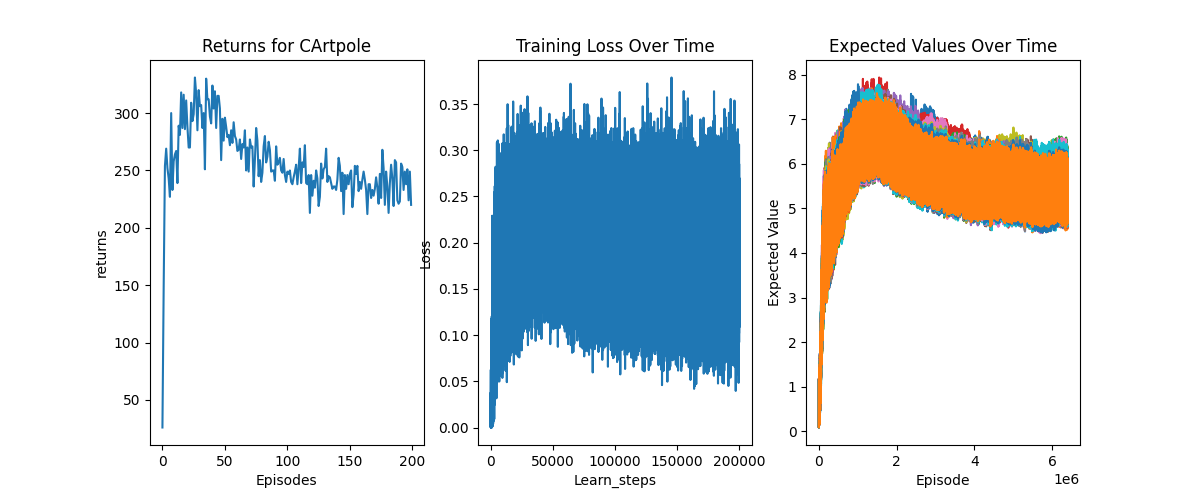 Returns for CArtpole
returns
300
250
200
150
100
50
0 50 100 150 200
Episodes
Training Loss Over Time
Loss
0.35
0.30
0.25
0.20
0.15
0.10
0.05
0.00
0 50000 100000 150000 200000
Learn_steps
Expected Values Over Time
Expected Value
8
7
6
5
4
3
2
1
0
0 2 4 6
1e6
Episode